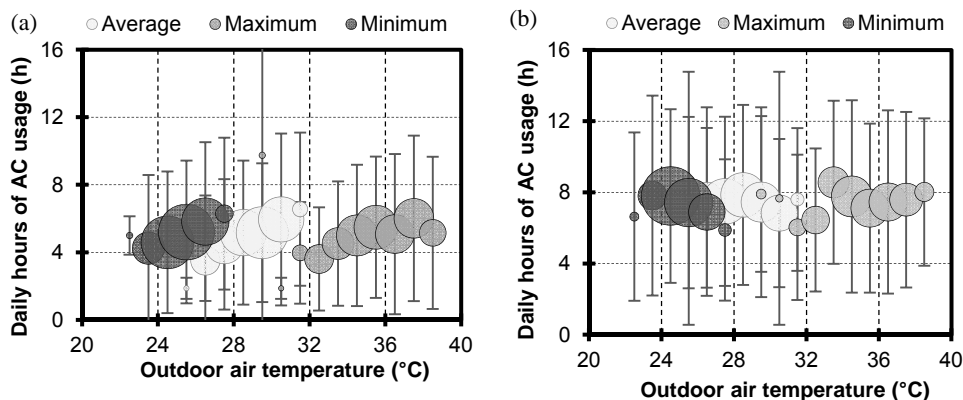 (a)
Average Maximum Minimum
Daily hours of AC usage (h)
16
12
8
4
0
20 24 28 32 36 40
Outdoor air temperature (°C)
(b)
Average Maximum Minimum
Daily hours of AC usage (h)
16
12
8
4
0
20 24 28 32 36 40
Outdoor air temperature (°C)